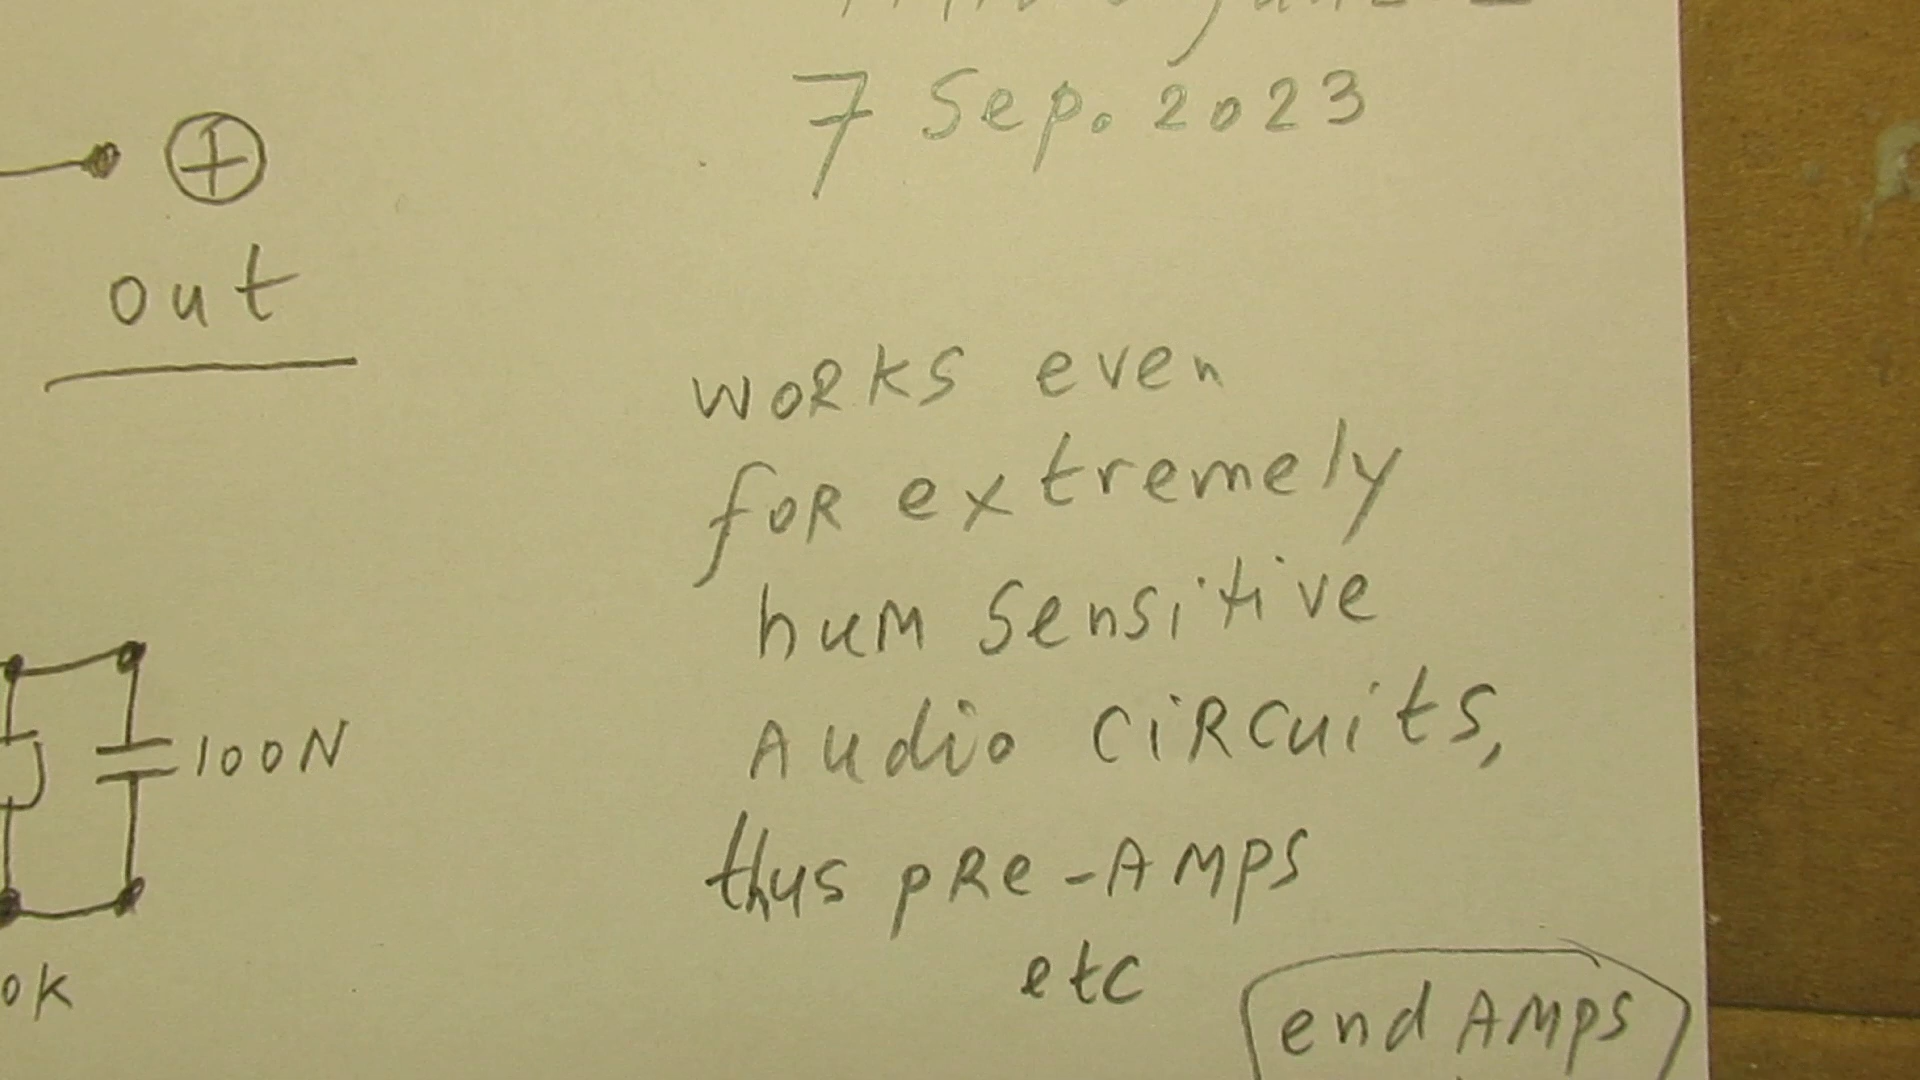 7 Sep. 2023
+
out
works even
for extremely
hum sensitive
Audio circuits,
thus pre-Amps
etc
100N
0K
end Amps